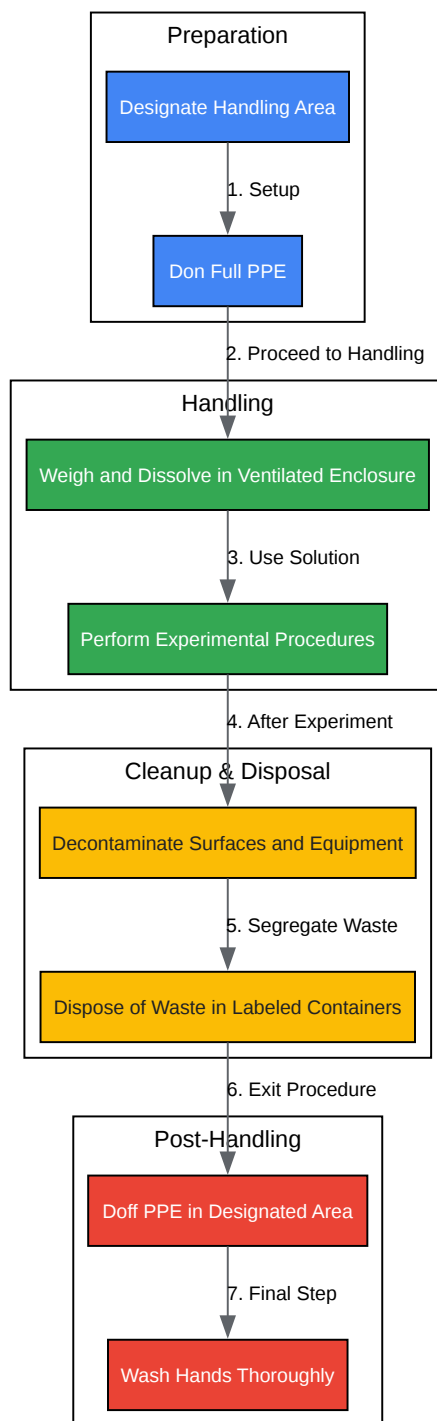 Preparation
Designate Handling Area
1. Setup
Don Full PPE
2. Proceed to Handling
Handling
Weigh and Dissolve in Ventilated Enclosure
3. Use Solution
Perform Experimental Procedures
4. After Experiment
Cleanup & Disposal
Decontaminate Surfaces and Equipment
5. Segregate Waste
Dispose of Waste in Labeled Containers
6. Exit Procedure
Post-Handling
Doff PPE in Designated Area
7. Final Step
Wash Hands Thoroughly